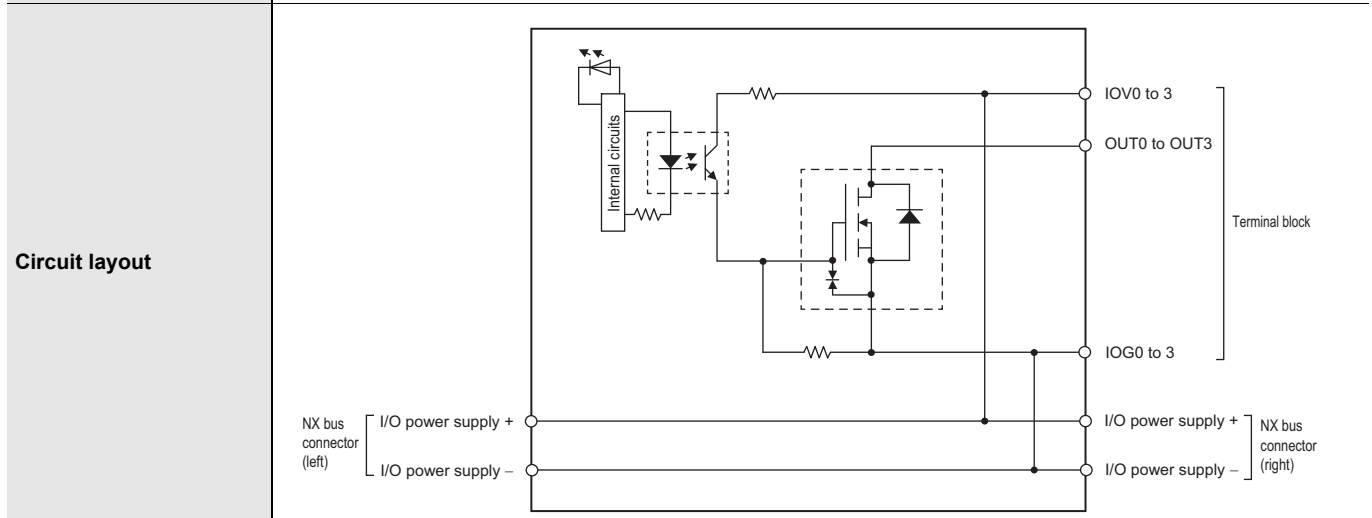 Circuit layout
Internal circuits
IOV0 to 3
OUT0 to OUT3
Terminal block
IOG0 to 3
NX bus
connector
(left)
I/O power supply +
I/O power supply –
I/O power supply +
I/O power supply –
NX bus
connector
(right)